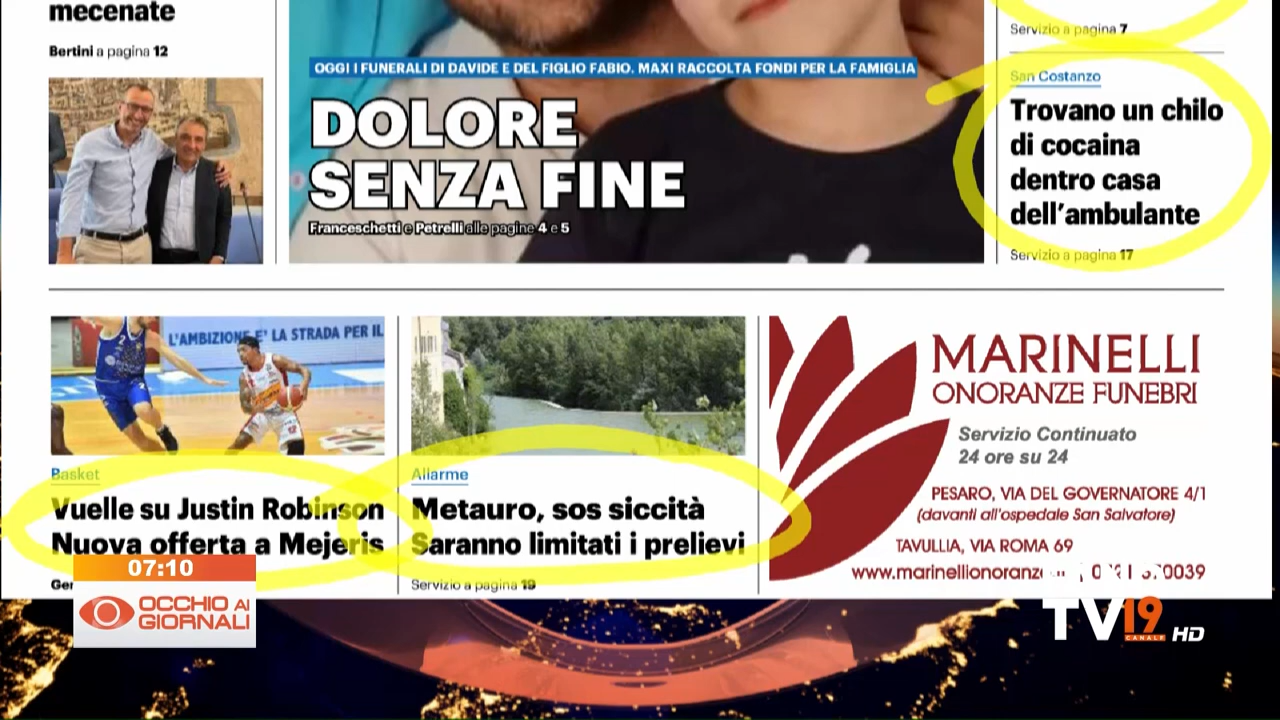 mecenate
Bertini a pagina 12
OGGI I FUNERALI DI DAVIDE E DEL FIGLIO FABIO. MAXI RACCOLTA FONDI PER LA FAMIGLIA
DOLORE
SENZA FINE
Franceschetti e Petrelli alle pagine 4 e 5
Servizio a pagina 7
San Costanzo
Trovano un chilo
di cocaina
dentro casa
dell'ambulante
Servizio a pagina 17
L'AMBIZIONE E' LA STRADA PER IL
Basket
Vuelle su Justin Robinson
Nuova offerta a Mejeris
Allarme
Metauro, sos siccità
Saranno limitati i prelievi
Servizio a pagina 19
MARINELLI
ONORANZE FUNEBRI
Servizio Continuato
24 ore su 24
PESARO, VIA DEL GOVERNATORE 4/1
(davanti all'ospedale San Salvatore)
TAVULLIA, VIA ROMA 69
07:10
OCCHIO AI
GIORNALI
TV19
CANALE
HD